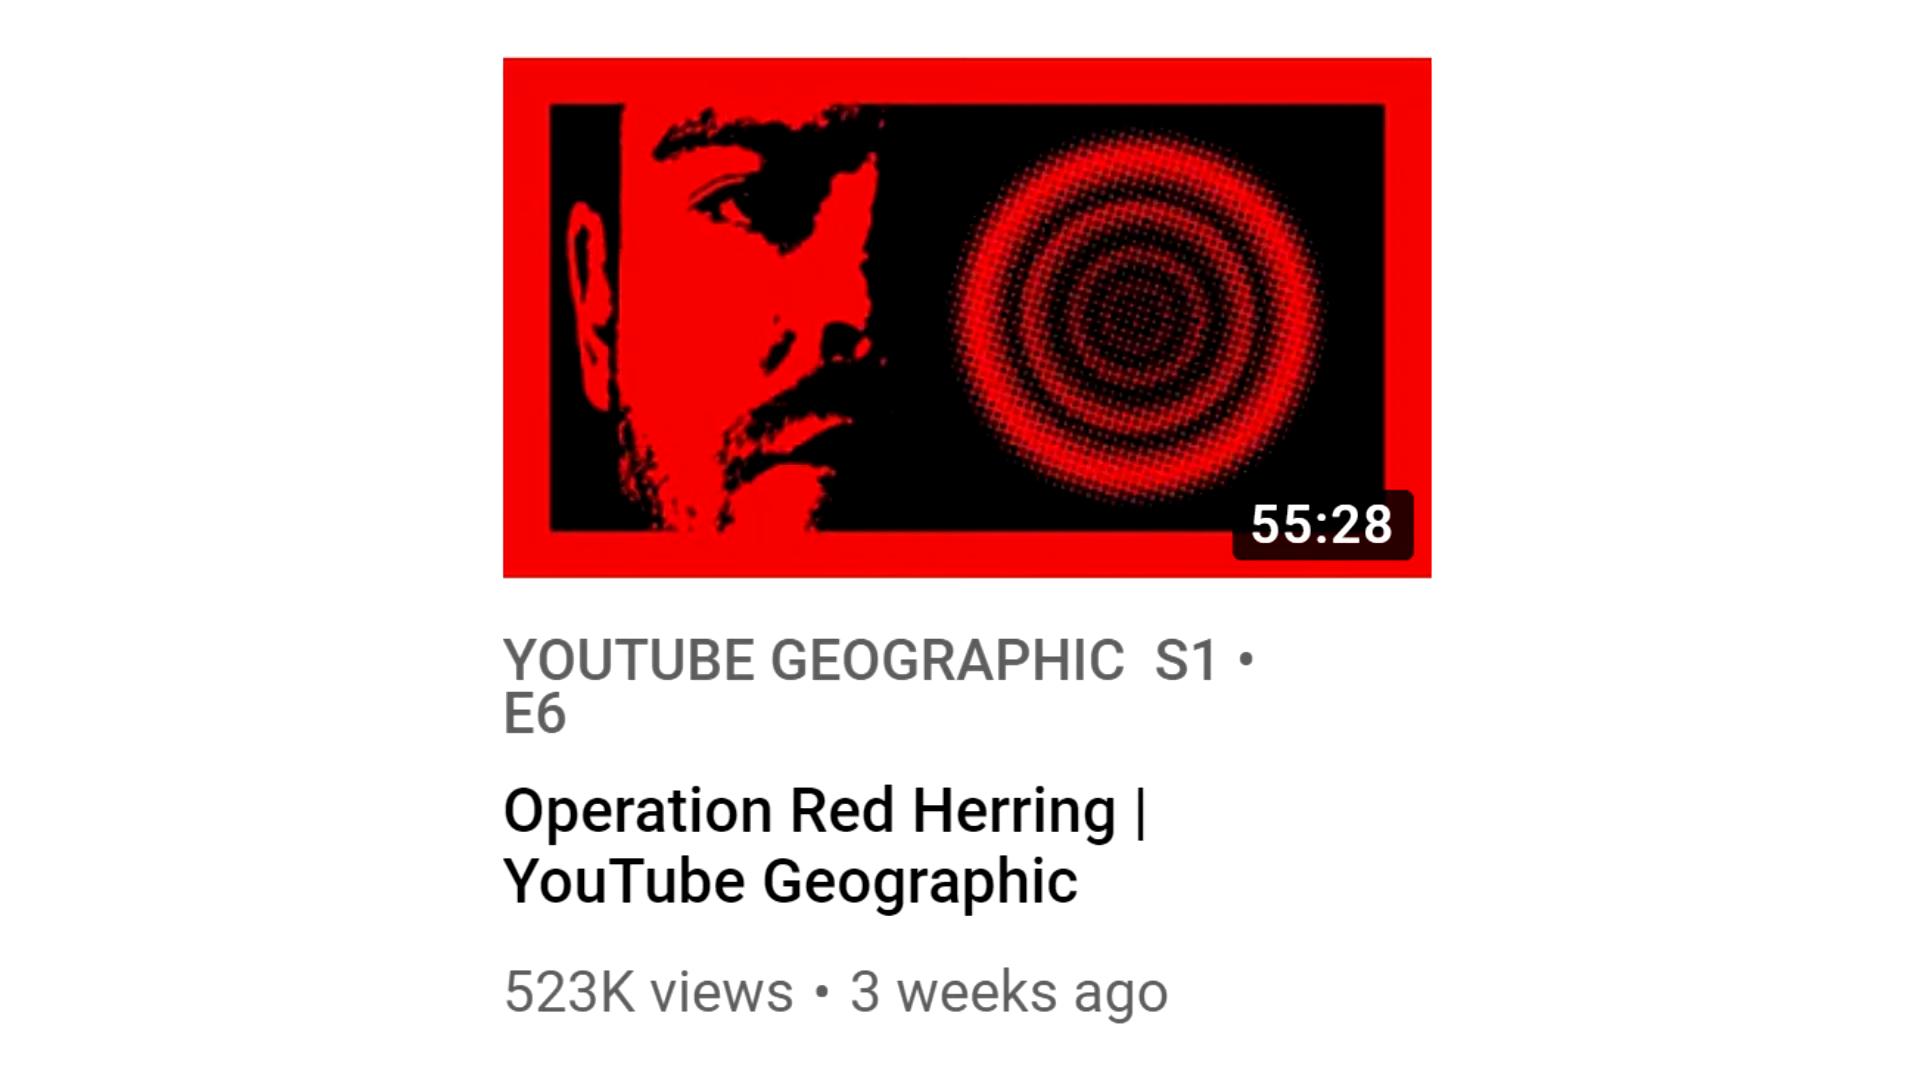 55:28
YOUTUBE GEOGRAPHIC  S1 •
E6
Operation Red Herring |
YouTube Geographic
523K views • 3 weeks ago